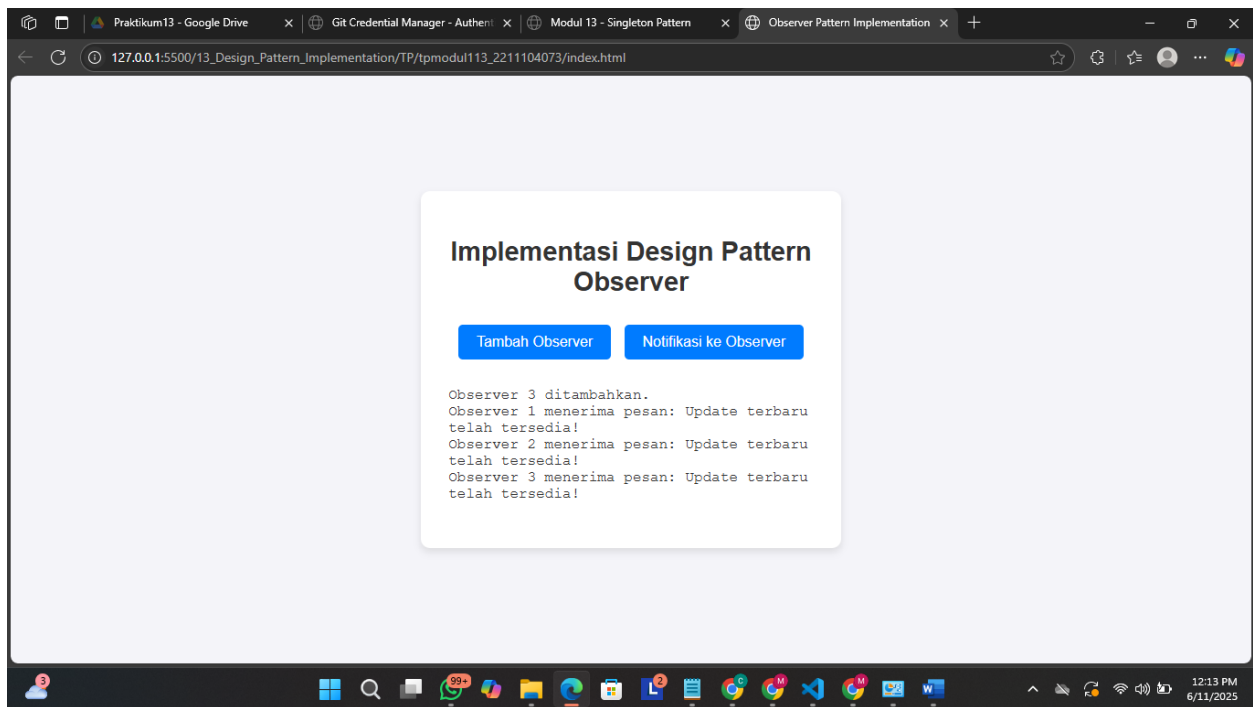 Praktikum13 - Google Drive
Git Credential Manager - Authent
Modul 13 - Singleton Pattern
Observer Pattern Implementation
127.0.0.1:5500/13_Design_Pattern_Implementation/TP/tpmodul113_2211104073/index.html
Implementasi Design Pattern
Observer
Tambah Observer
Notifikasi ke Observer
Observer 3 ditambahkan.
Observer 1 menerima pesan: Update terbaru
telah tersedia!
Observer 2 menerima pesan: Update terbaru
telah tersedia!
Observer 3 menerima pesan: Update terbaru
telah tersedia!
3
99+
L
2
C
M
M
W
12:13 PM
6/11/2025